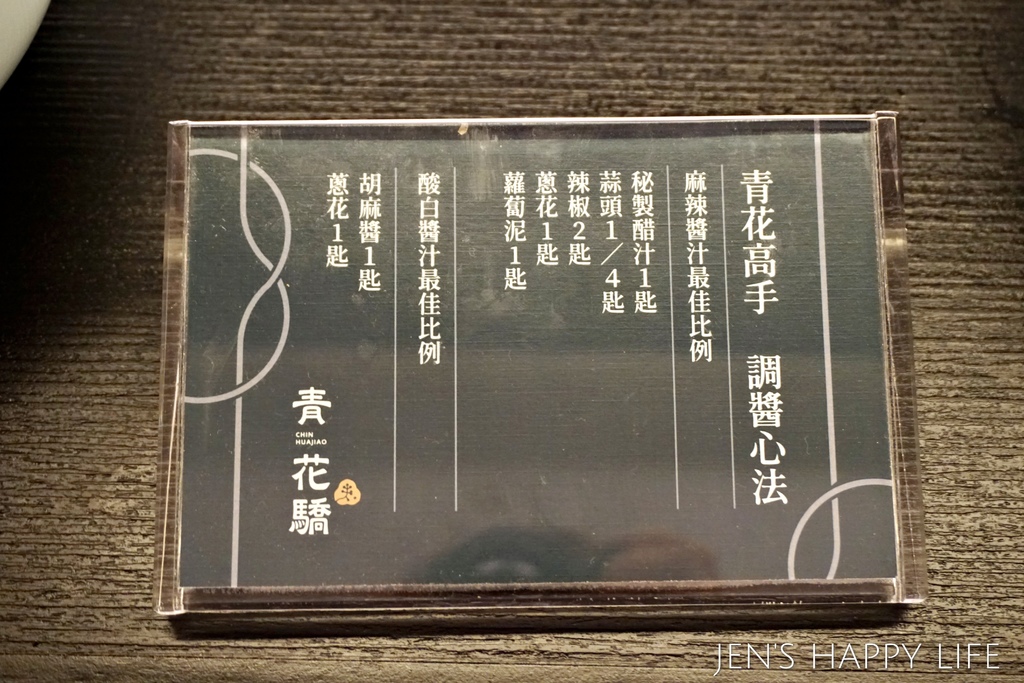 青花高手 調醬心法
麻辣醬汁最佳比例
秘製醋汁1匙
蒜頭1/4匙
辣椒2匙
蔥花1匙
蘿蔔泥1匙
酸白醬汁最佳比例
胡麻醬1匙
蔥花1匙
青花驕
CHIN
HUAJIAO
JEN'S HAPPY LIFE